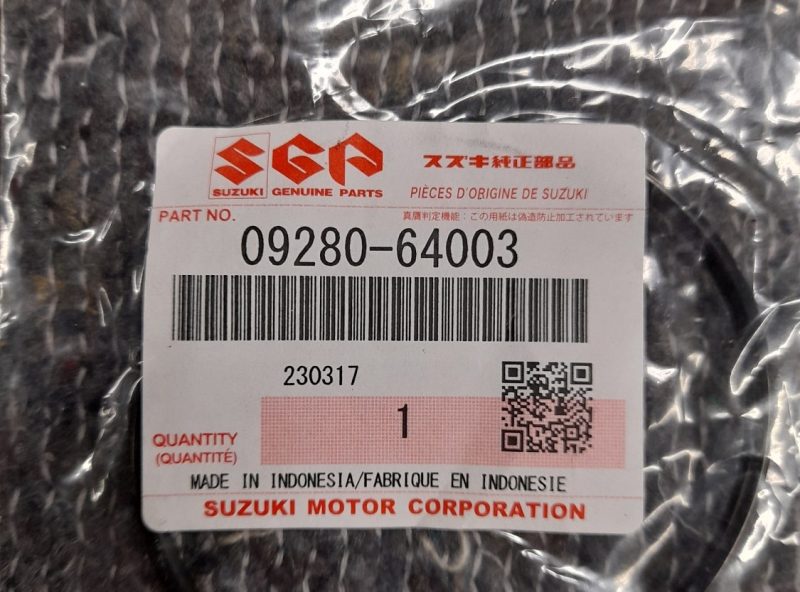 SGP スズキ純正部品
SUZUKI GENUINE PARTS PIÈCES D'ORIGINE DE SUZUKI
PART NO. 真贋判定機能：この用紙は偽造防止加工されています
09280-64003
230317
1
QUANTITY
(QUANTITÉ)
MADE IN INDONESIA/FABRIQUE EN INDONESIE
SUZUKI MOTOR CORPORATION